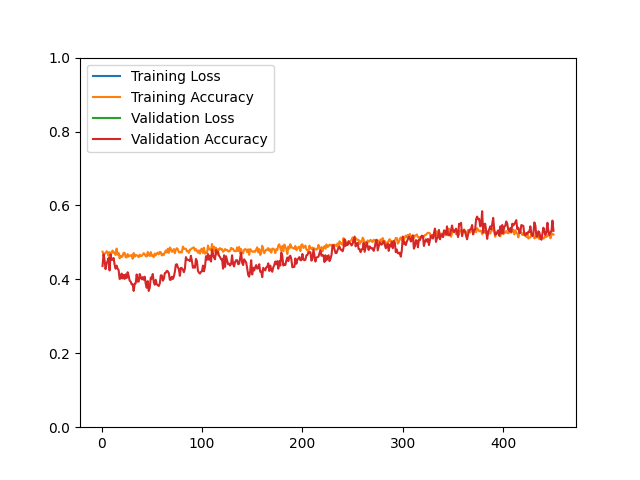 1.0
0.8
0.6
0.4
0.2
0.0
Training Loss
Training Accuracy
Validation Loss
Validation Accuracy
0 100 200 300 400